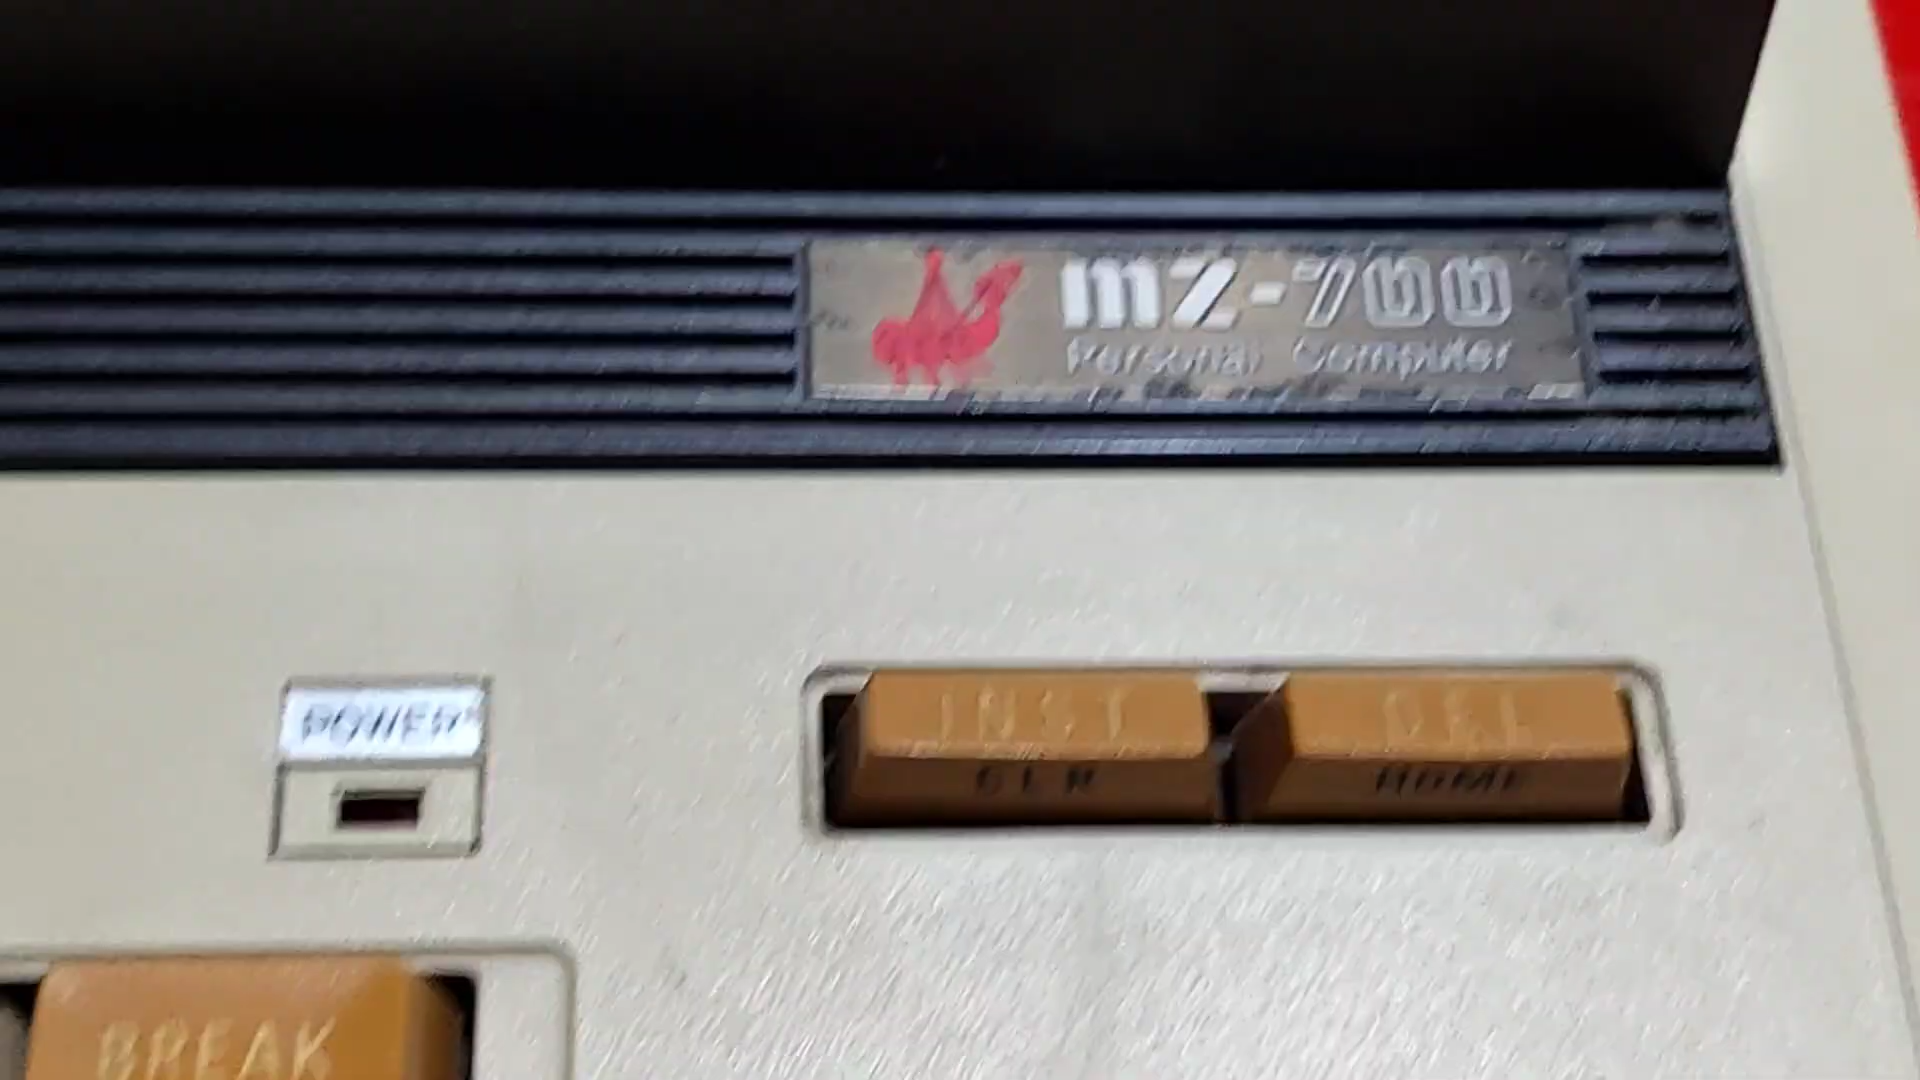 mz-700
Personal Computer
POWER
INST
DEL
CLR
HOME
BREAK